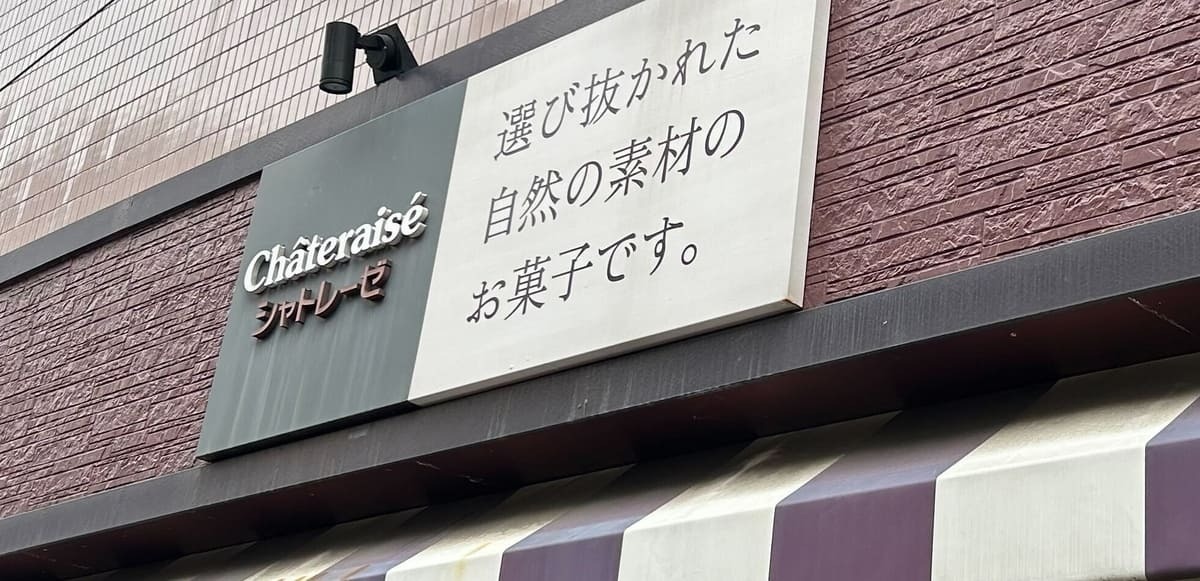 Châteraisé
シャトレーゼ
選び抜かれた
自然の素材の
お菓子です。